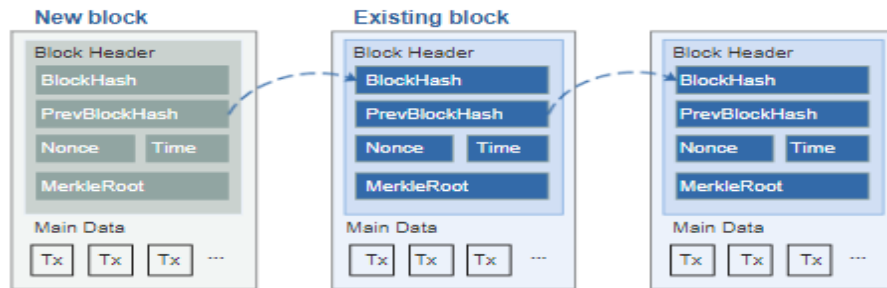 New block
Block Header
BlockHash
PrevBlockHash
Nonce Time
MerkleRoot
Main Data
Tx Tx Tx ...
Existing block
Block Header
BlockHash
PrevBlockHash
Nonce Time
MerkleRoot
Main Data
Tx Tx Tx ...
Block Header
BlockHash
PrevBlockHash
Nonce Time
MerkleRoot
Main Data
Tx Tx Tx ...